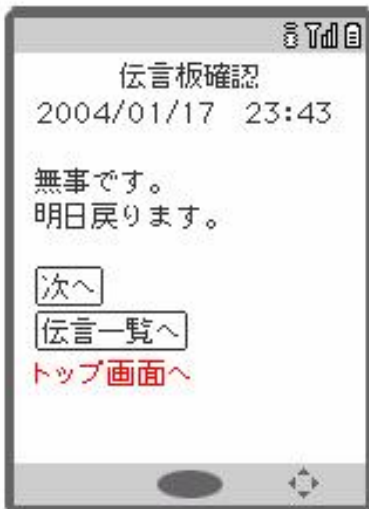 伝言板確認
2004/01/17 23:43
無事です。
明日戻ります。
次へ
伝言一覧へ
トップ画面へ